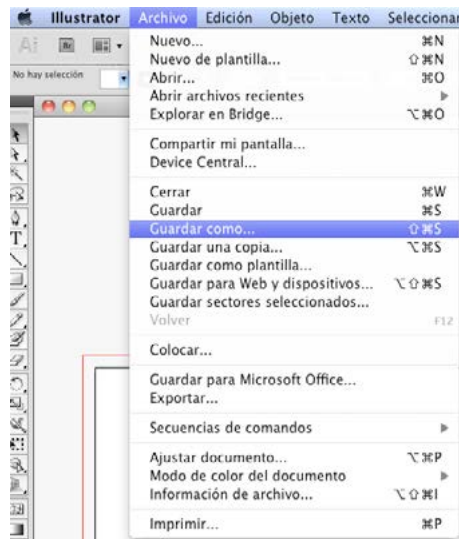 Illustrator Archivo Edición Objeto Texto Seleccionar
Ai Br
No hay selección
Nuevo... ⌘N
Nuevo de plantilla... ⇧⌘N
Abrir... ⌘O
Abrir archivos recientes
Explorar en Bridge... ⌥⌘O
Compartir mi pantalla...
Device Central...
Cerrar ⌘W
Guardar ⌘S
Guardar como... ⇧⌘S
Guardar una copia... ⌥⌘S
Guardar como plantilla...
Guardar para Web y dispositivos... ⌥⇧⌘S
Guardar sectores seleccionados...
Volver F12
Colocar...
Guardar para Microsoft Office...
Exportar...
Secuencias de comandos
Ajustar documento... ⌥⌘P
Modo de color del documento
Información de archivo... ⌥⇧⌘I
Imprimir... ⌘P